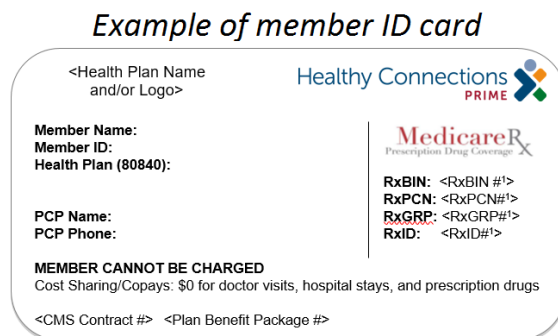 Example of member ID card
<Health Plan Name
and/or Logo>
Healthy Connections
PRIME
Member Name:
Member ID:
Health Plan (80840):
PCP Name:
PCP Phone:
MedicareRx
Prescription Drug Coverage
RxBIN: <RxBIN #¹>
RxPCN: <RxPCN#¹>
RxGRP: <RxGRP#¹>
RxID: <RxID#¹>
MEMBER CANNOT BE CHARGED
Cost Sharing/Copays: $0 for doctor visits, hospital stays, and prescription drugs
<CMS Contract #> <Plan Benefit Package #>